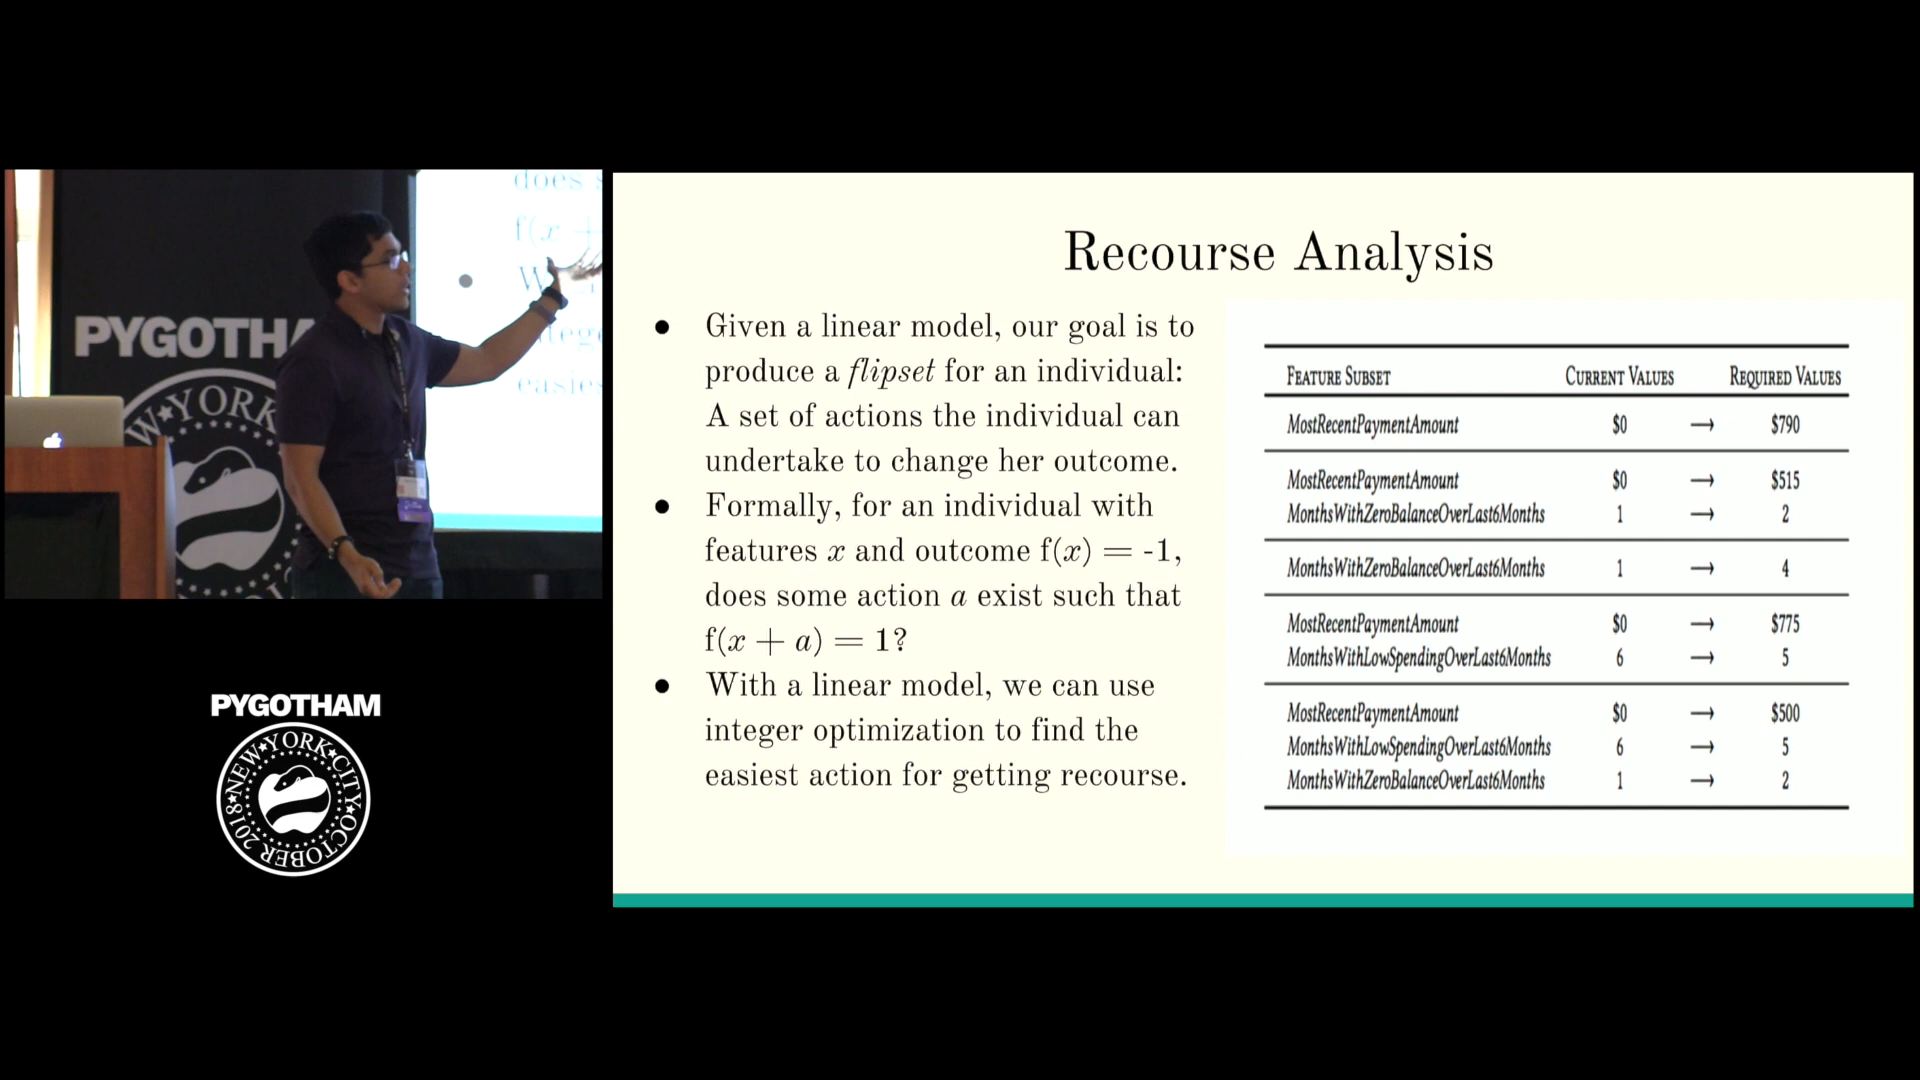 does
f(x +
PYGOTHA
W★YORK
easies
PYGOTHAM
NEW★YORK★CITY★OCTOBER 2018★
Recourse Analysis
● Given a linear model, our goal is to
produce a flipset for an individual:
A set of actions the individual can
undertake to change her outcome.
● Formally, for an individual with
features x and outcome f(x) = -1,
does some action a exist such that
f(x + a) = 1?
● With a linear model, we can use
integer optimization to find the
easiest action for getting recourse.
FEATURE SUBSET CURRENT VALUES REQUIRED VALUES
MostRecentPaymentAmount $0 → $790
MostRecentPaymentAmount $0 → $515
MonthsWithZeroBalanceOverLast6Months 1 → 2
MonthsWithZeroBalanceOverLast6Months 1 → 4
MostRecentPaymentAmount $0 → $775
MonthsWithLowSpendingOverLast6Months 6 → 5
MostRecentPaymentAmount $0 → $500
MonthsWithLowSpendingOverLast6Months 6 → 5
MonthsWithZeroBalanceOverLast6Months 1 → 2